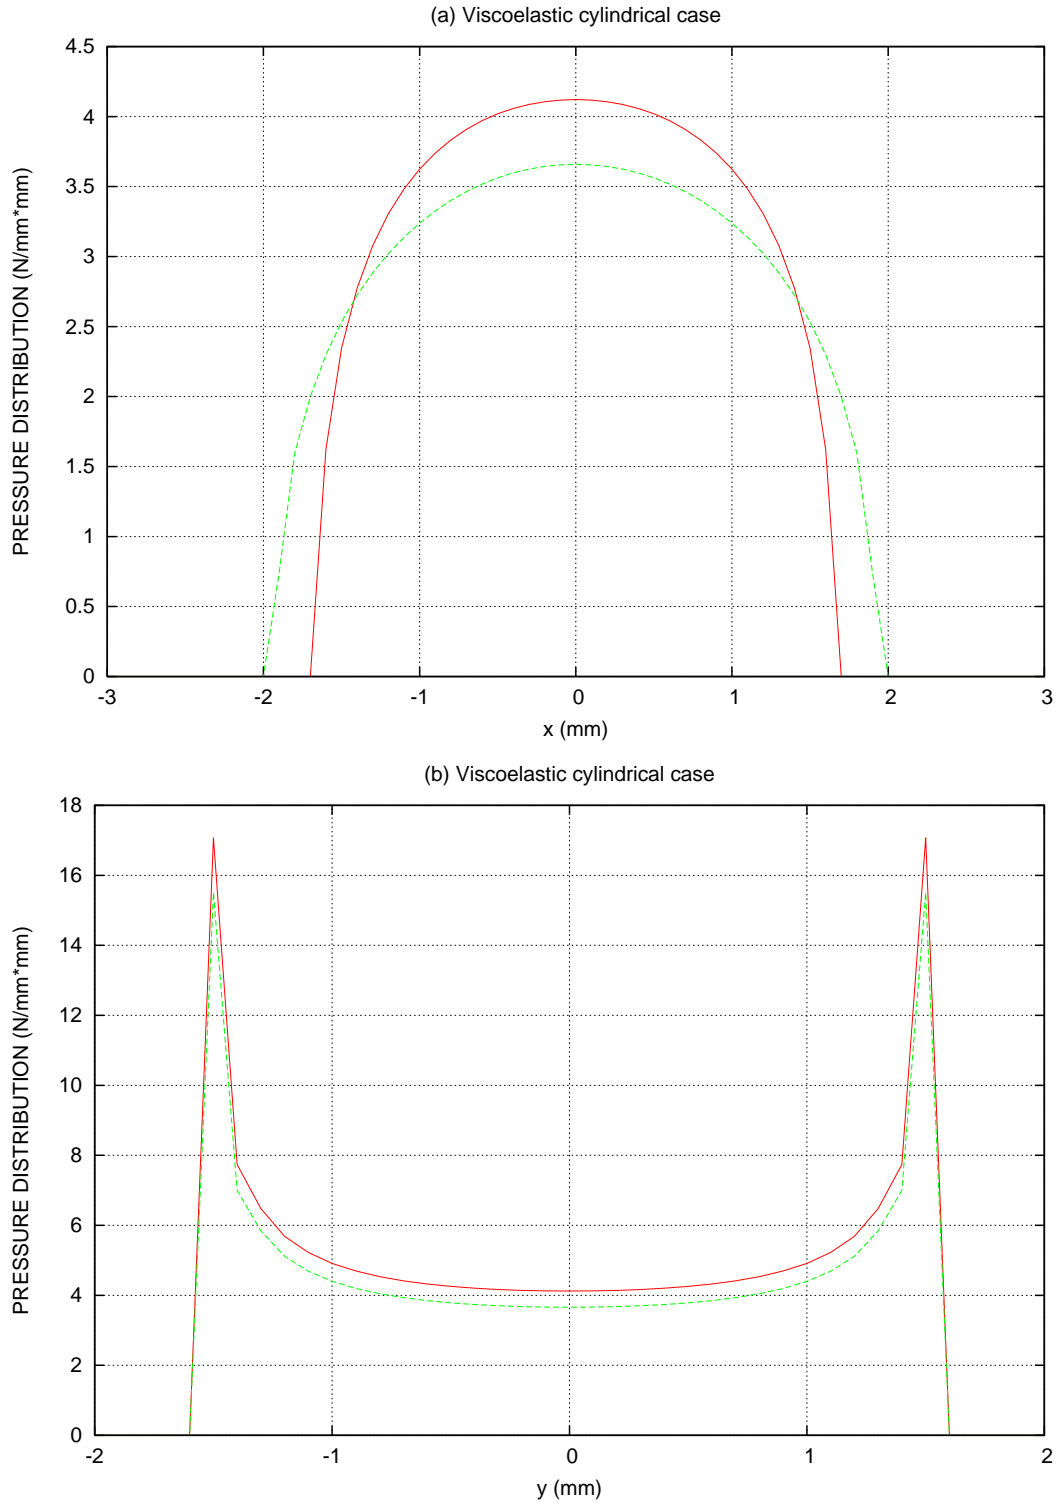 (a) Viscoelastic cylindrical case
4.5
4
3.5
3
2.5
2
1.5
1
0.5
0
PRESSURE DISTRIBUTION (N/mm*mm)
-3 -2 -1 0 1 2 3
x (mm)
(b) Viscoelastic cylindrical case
18
16
14
12
10
8
6
4
2
0
PRESSURE DISTRIBUTION (N/mm*mm)
-2 -1 0 1 2
y (mm)